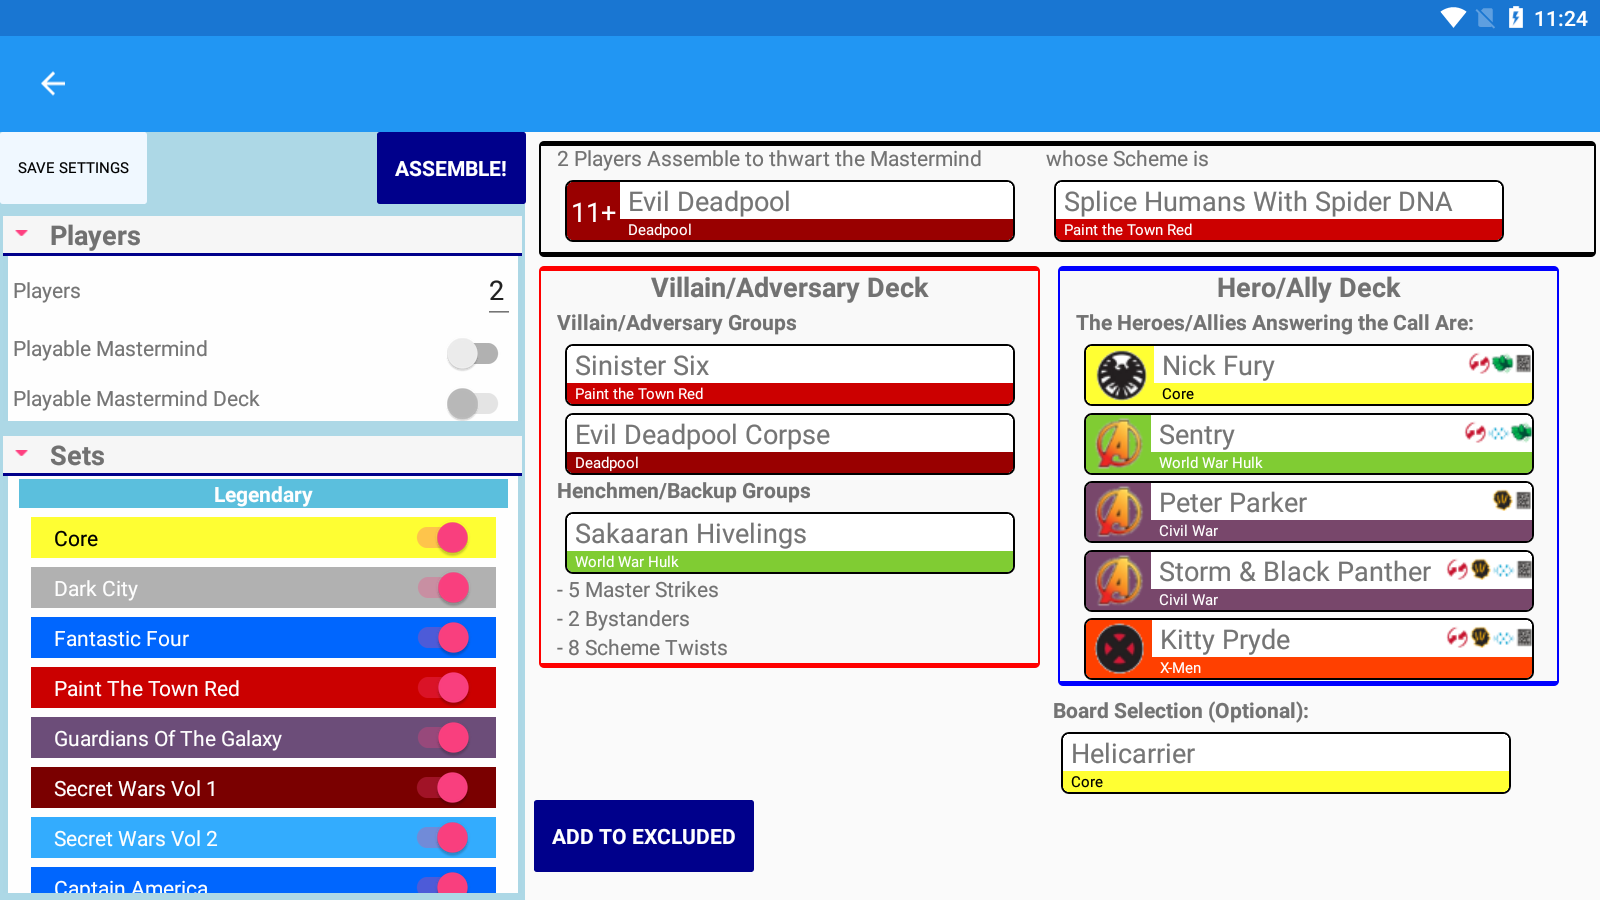 11:24
SAVE SETTINGS
ASSEMBLE!
Players
Players 2
Playable Mastermind
Playable Mastermind Deck
Sets
Legendary
Core
Dark City
Fantastic Four
Paint The Town Red
Guardians Of The Galaxy
Secret Wars Vol 1
Secret Wars Vol 2
Captain America
2 Players Assemble to thwart the Mastermind
11+ Evil Deadpool
Deadpool
whose Scheme is
Splice Humans With Spider DNA
Paint the Town Red
Villain/Adversary Deck
Villain/Adversary Groups
Sinister Six
Paint the Town Red
Evil Deadpool Corpse
Deadpool
Henchmen/Backup Groups
Sakaaran Hivelings
World War Hulk
- 5 Master Strikes
- 2 Bystanders
- 8 Scheme Twists
Hero/Ally Deck
The Heroes/Allies Answering the Call Are:
Nick Fury
Core
Sentry
World War Hulk
Peter Parker
Civil War
Storm & Black Panther
Civil War
Kitty Pryde
X-Men
Board Selection (Optional):
Helicarrier
Core
ADD TO EXCLUDED